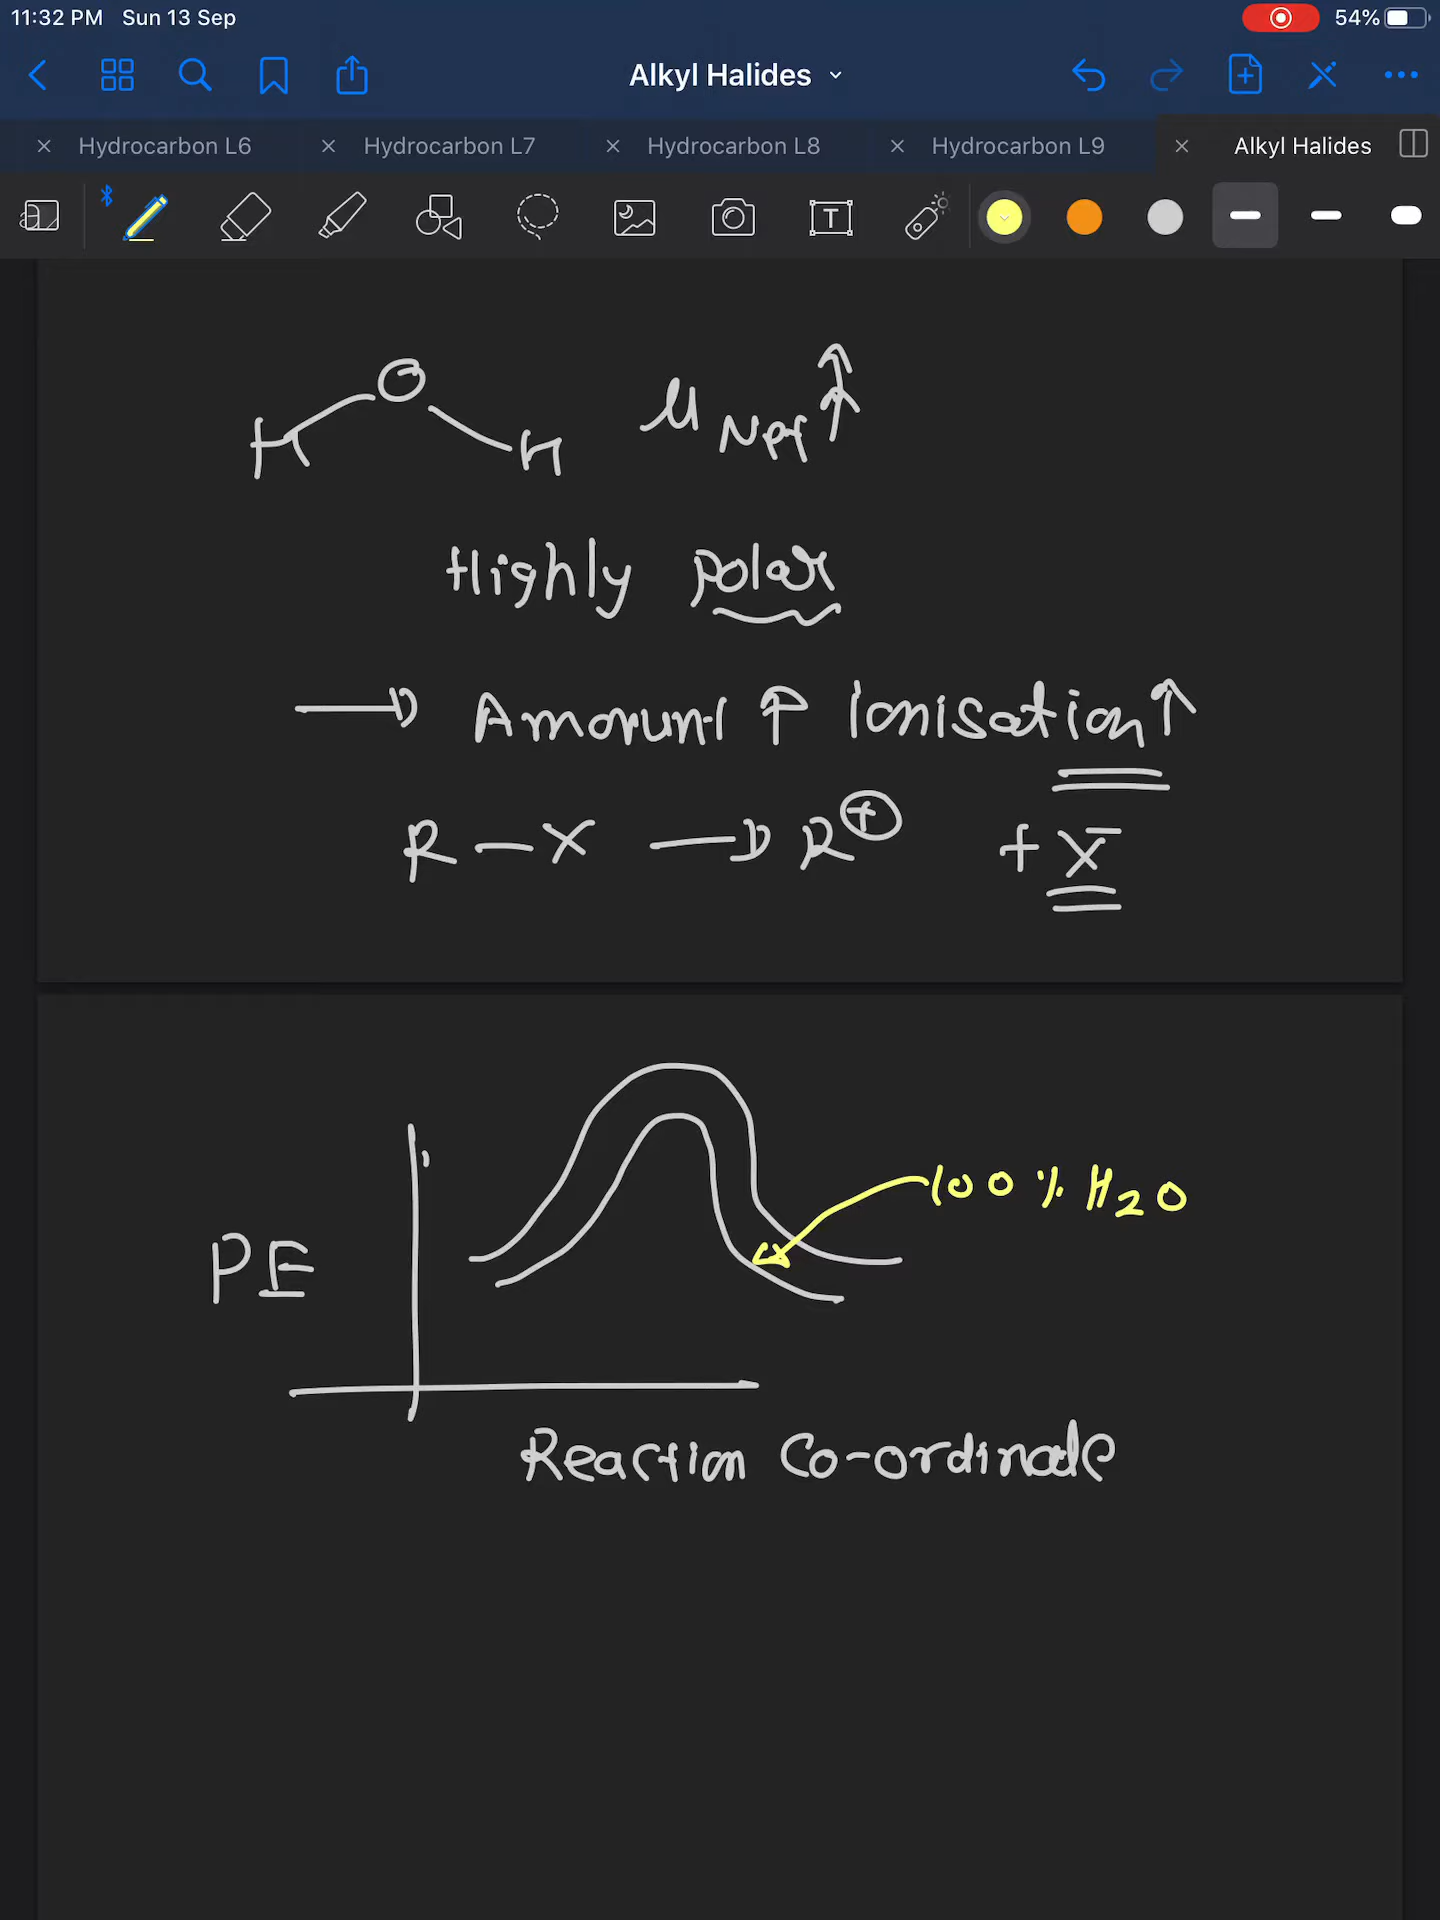 11:32 PM Sun 13 Sep 54%
Alkyl Halides
Hydrocarbon L6 Hydrocarbon L7 Hydrocarbon L8 Hydrocarbon L9 Alkyl Halides
H O H μ Net ↑
Highly polar
→ Amount ↑ Ionisation ↑
R – X → R⊕ + X⁻
100 % H₂O
PE
Reaction Co-ordinate